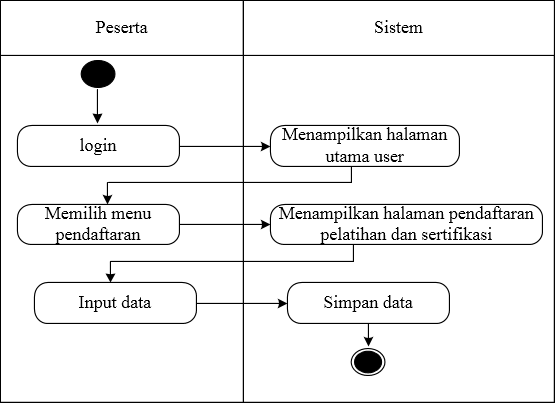 Peserta
Sistem
login
Menampilkan halaman
utama user
Memilih menu
pendaftaran
Menampilkan halaman pendaftaran
pelatihan dan sertifikasi
Input data
Simpan data